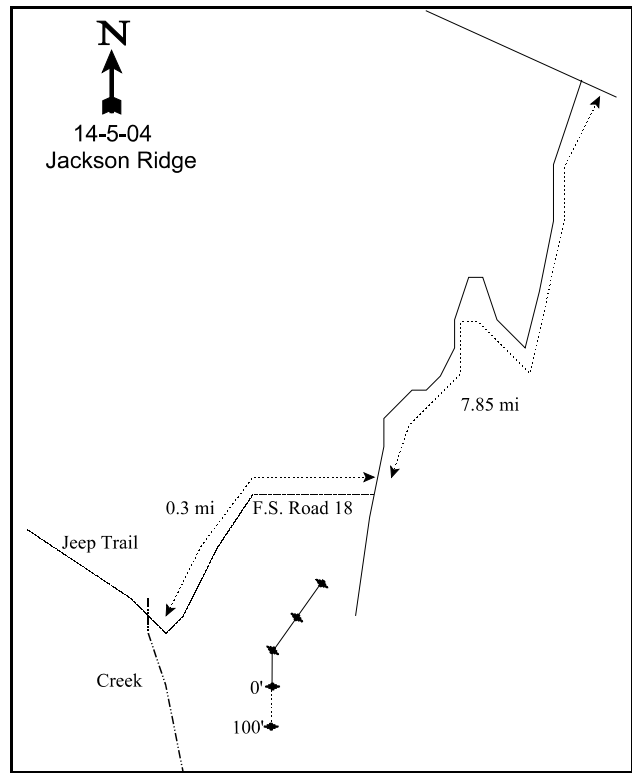 N
14-5-04
Jackson Ridge
7.85 mi
0.3 mi
F.S. Road 18
Jeep Trail
Creek
0'
100'